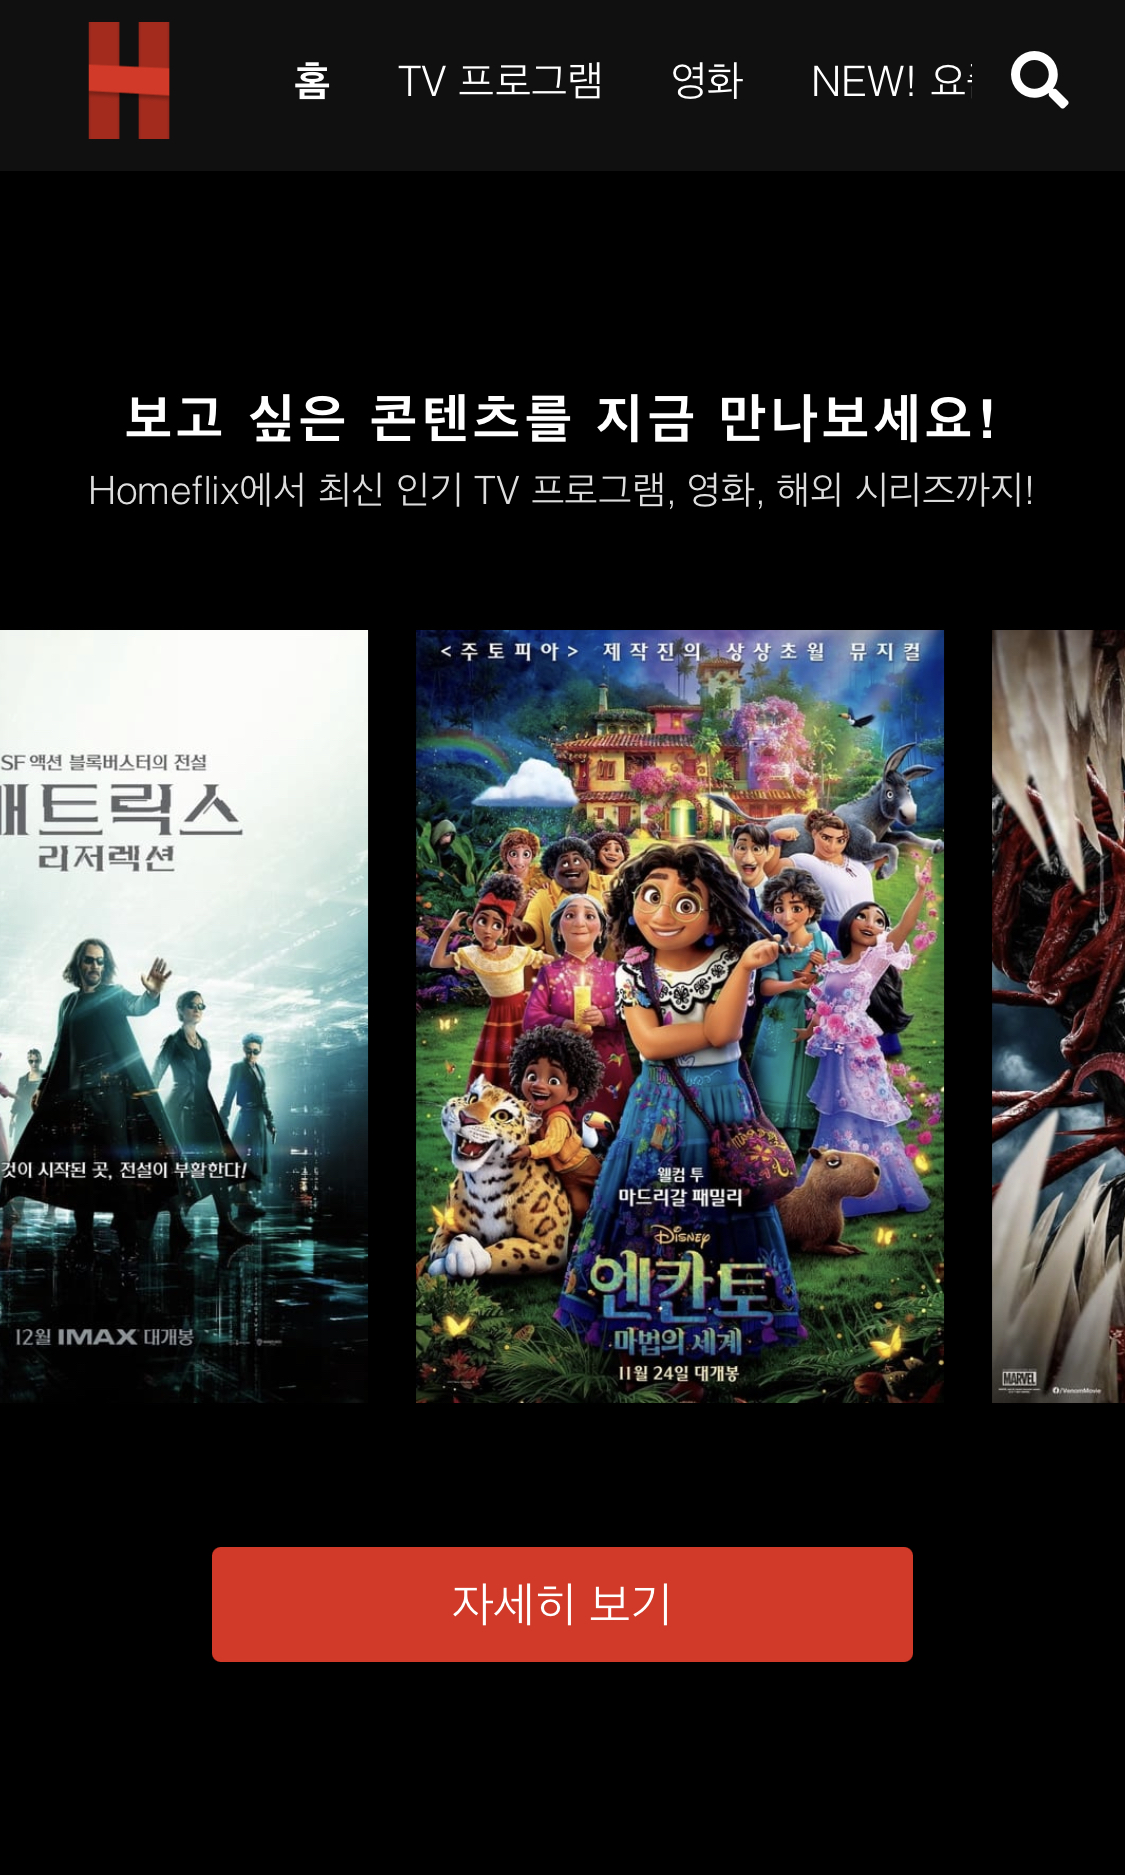 H
홈 TV 프로그램 영화 NEW! 요
보고 싶은 콘텐츠를 지금 만나보세요!
Homeflix에서 최신 인기 TV 프로그램, 영화, 해외 시리즈까지!
SF 액션 블록버스터의 전설
매트릭스
리저렉션
것이 시작된 곳, 전설이 부활한다!
12월 IMAX 대개봉
<주토피아> 제작진의 상상초월 뮤지컬
웰컴 투
마드리갈 패밀리
DISNEY
엔칸토
마법의 세계
11월 24일 대개봉
MARVEL
/VenomMovie
자세히 보기